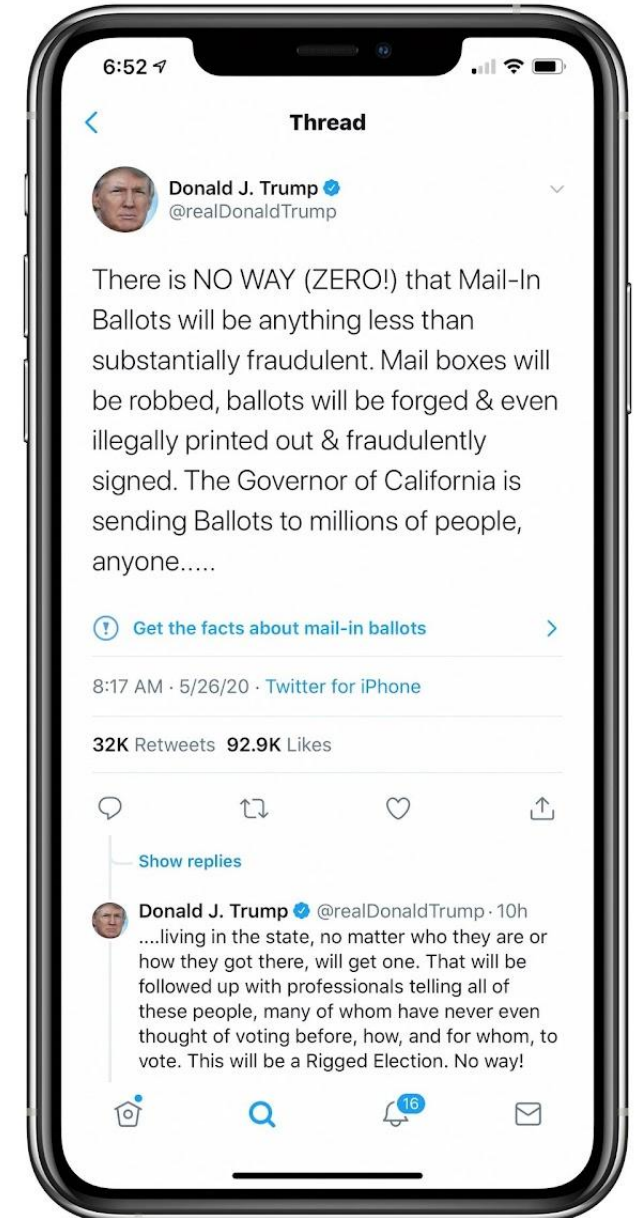 6:52
Thread
Donald J. Trump
@realDonaldTrump
There is NO WAY (ZERO!) that Mail-In
Ballots will be anything less than
substantially fraudulent. Mail boxes will
be robbed, ballots will be forged & even
illegally printed out & fraudulently
signed. The Governor of California is
sending Ballots to millions of people,
anyone.....
Get the facts about mail-in ballots
8:17 AM · 5/26/20 · Twitter for iPhone
32K Retweets 92.9K Likes
Show replies
Donald J. Trump @realDonaldTrump · 10h
....living in the state, no matter who they are or
how they got there, will get one. That will be
followed up with professionals telling all of
these people, many of whom have never even
thought of voting before, how, and for whom, to
vote. This will be a Rigged Election. No way!
16